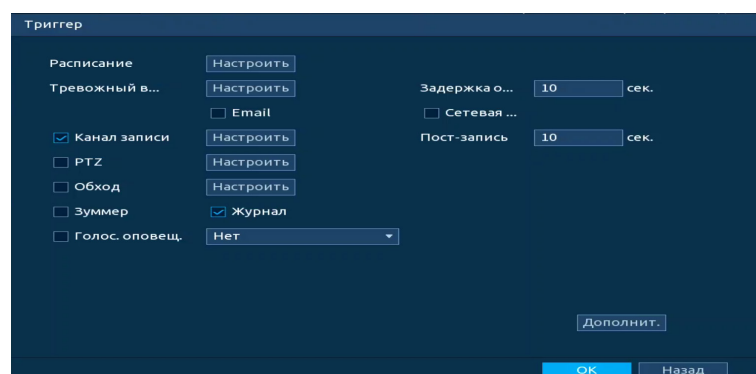 Триггер
Расписание Настроить
Тревожный в... Настроить Задержка о... 10 сек.
Email Сетевая ...
Канал записи Настроить Пост-запись 10 сек.
PTZ Настроить
Обход Настроить
Зуммер Журнал
Голос. оповещ. Нет
Дополнит.
OK Назад